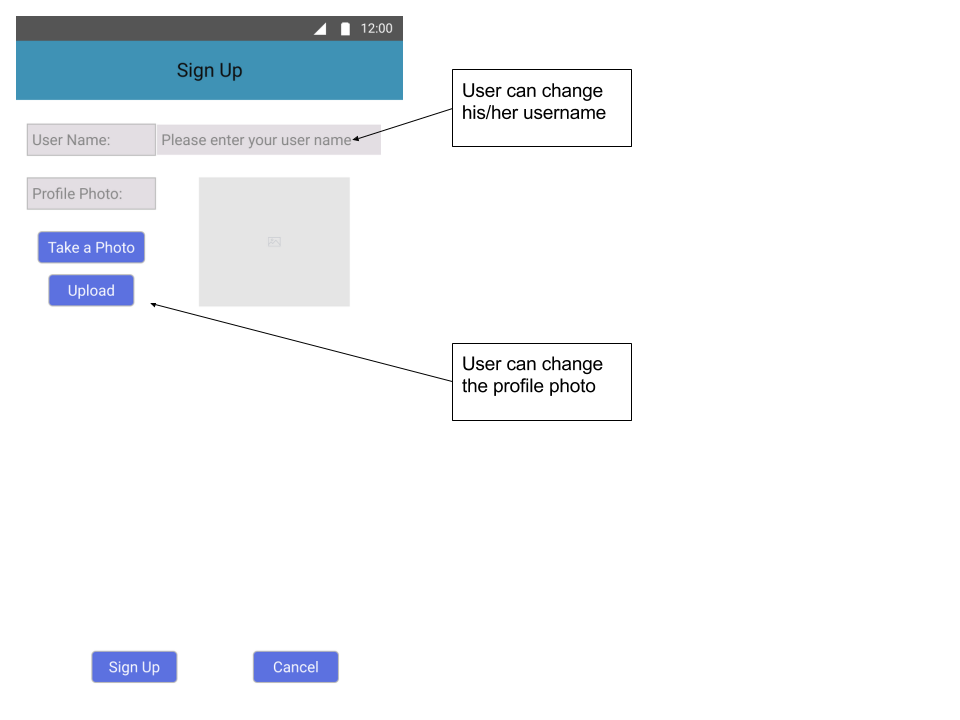 12:00
Sign Up
User can change
his/her username
User Name:
Please enter your user name
Profile Photo:
Take a Photo
Upload
User can change
the profile photo
Sign Up
Cancel